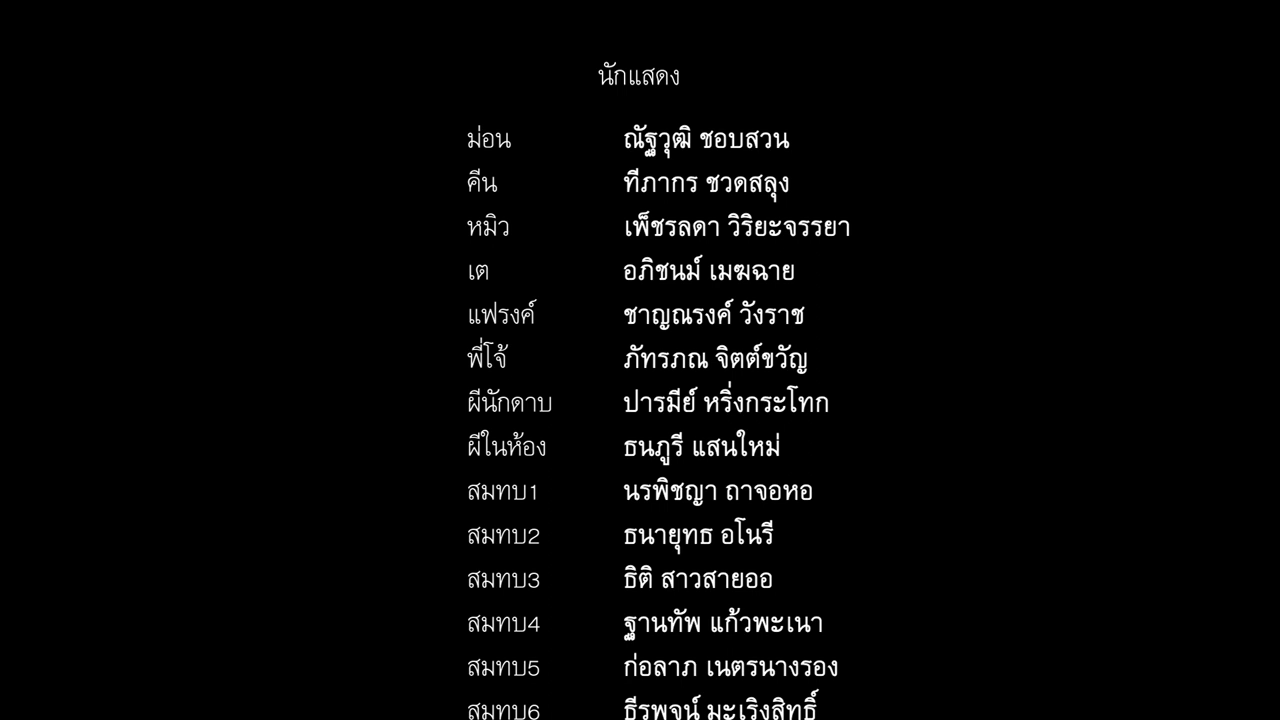 นักแสดง
ม่อน ณัฐวุฒิ ชอบสวน
คีน ทีภากร ชวดสลุง
หมิว เพ็ชรลดา วิริยะจรรยา
เต อภิชนม์ เมฆฉาย
แฟรงค์ ชาญณรงค์ วังราช
พี่โจ้ ภัทรภณ จิตต์ขวัญ
ผีนักดาบ ปารมีย์ หริ่งกระโทก
ผีในห้อง ธนภูรี แสนใหม่
สมทบ1 นรพิชญา ถาจอหอ
สมทบ2 ธนายุทธ อโนรี
สมทบ3 ธิติ สาวสายออ
สมทบ4 ฐานทัพ แก้วพะเนา
สมทบ5 ก่อลาภ เนตรนางรอง
สมทบ6 ธีรพจน์ มะเริงสิทธิ์